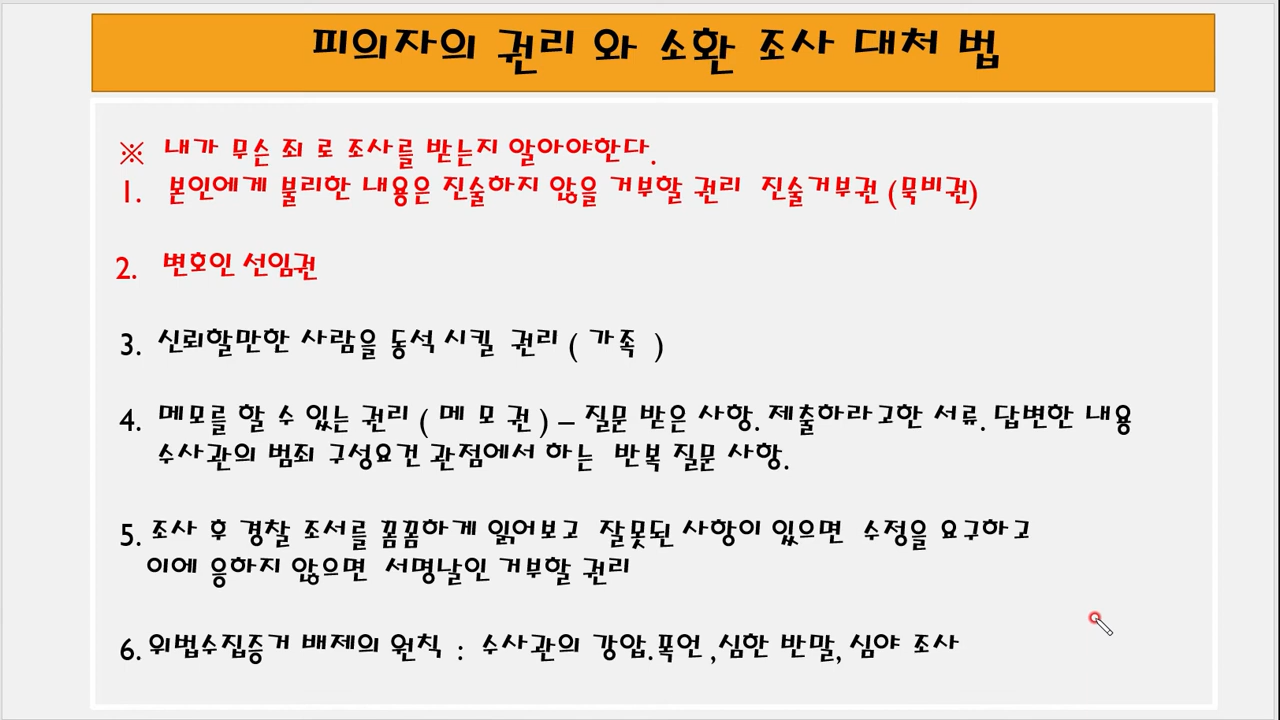 피의자의 권리 와 소환 조사 대처 법
※ 내가 무슨 죄 로 조사를 받는지 알아야한다.
1. 본인에게 불리한 내용은 진술하지 않을 거부할 권리 진술거부권 (묵비권)
2. 변호인 선임권
3. 신뢰할만한 사람을 동석 시킬 권리 ( 가족 )
4. 메모를 할 수 있는 권리 ( 메 모 권 ) – 질문 받은 사항. 제출하라고한 서류. 답변한 내용
수사관의 범죄 구성요건 관점에서 하는 반복 질문 사항.
5. 조사 후 경찰 조서를 꼼꼼하게 읽어보고 잘못된 사항이 있으면 수정을 요구하고
이에 응하지 않으면 서명날인 거부할 권리
6. 위법수집증거 배제의 원칙 : 수사관의 강압.폭언 ,심한 반말, 심야 조사